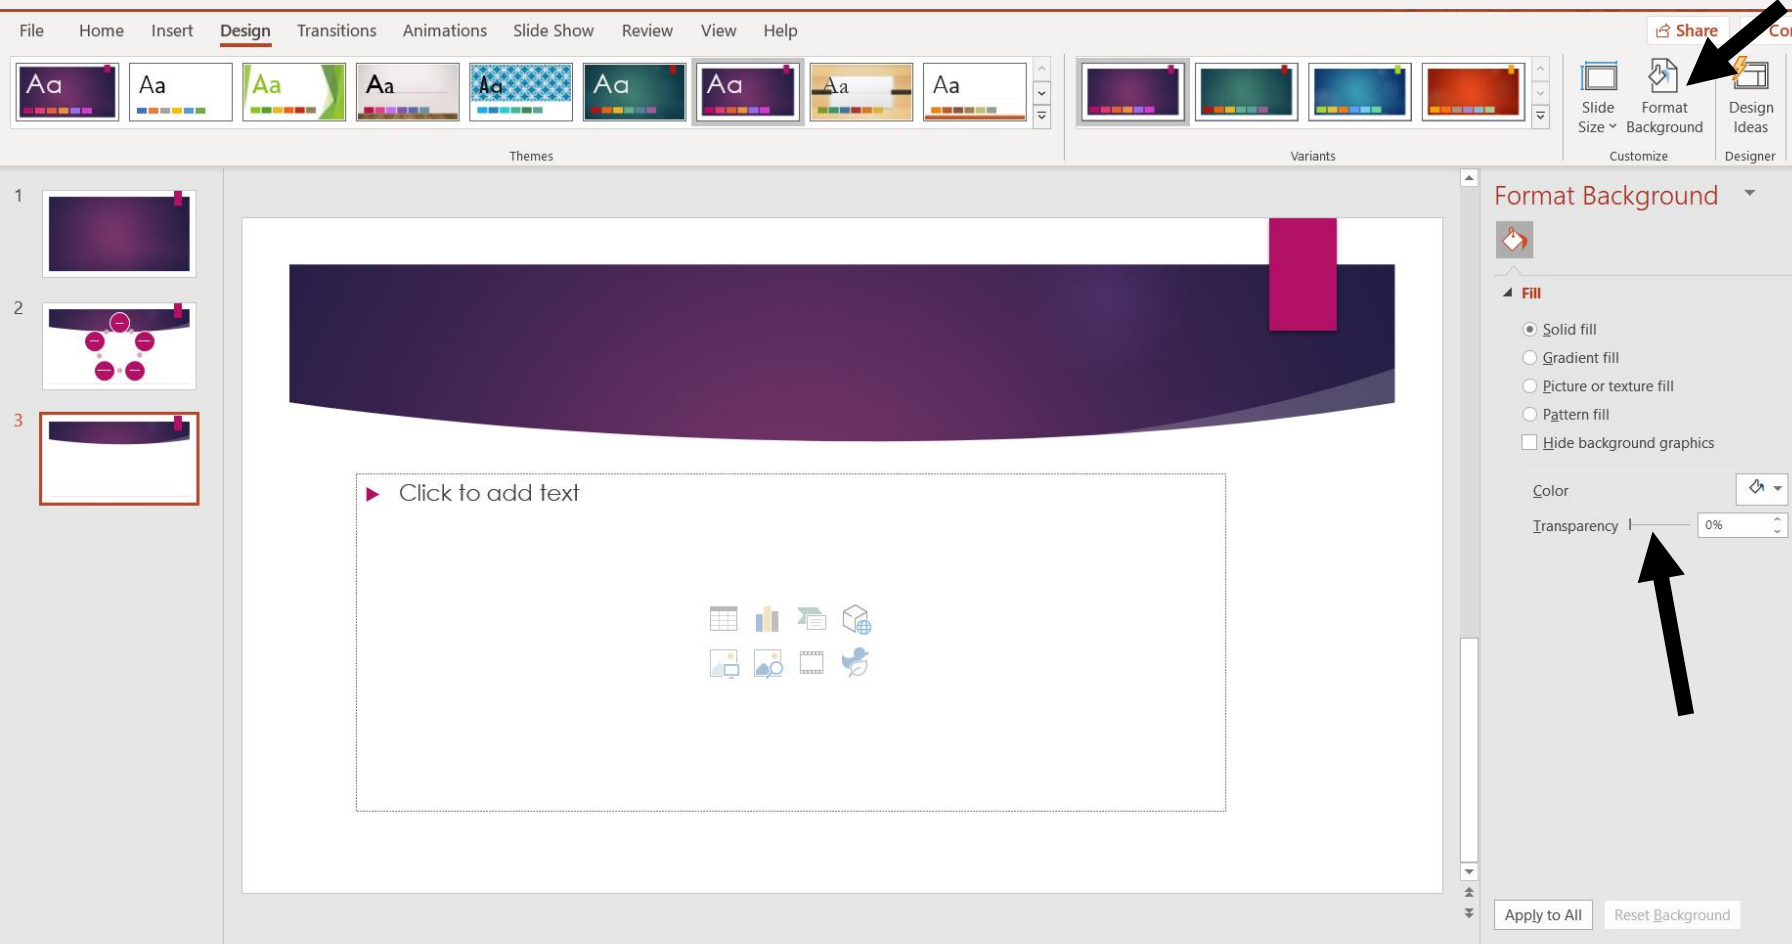 File Home Insert Design Transitions Animations Slide Show Review View Help
Share
Aa Aa Aa Aa Aa Aa Aa Aa Aa
Slide Size
Format Background
Design Ideas
Themes Variants Customize Designer
1
2
3
Click to add text
Format Background
Fill
Solid fill
Gradient fill
Picture or texture fill
Pattern fill
Hide background graphics
Color
Transparency 0%
Apply to All Reset Background